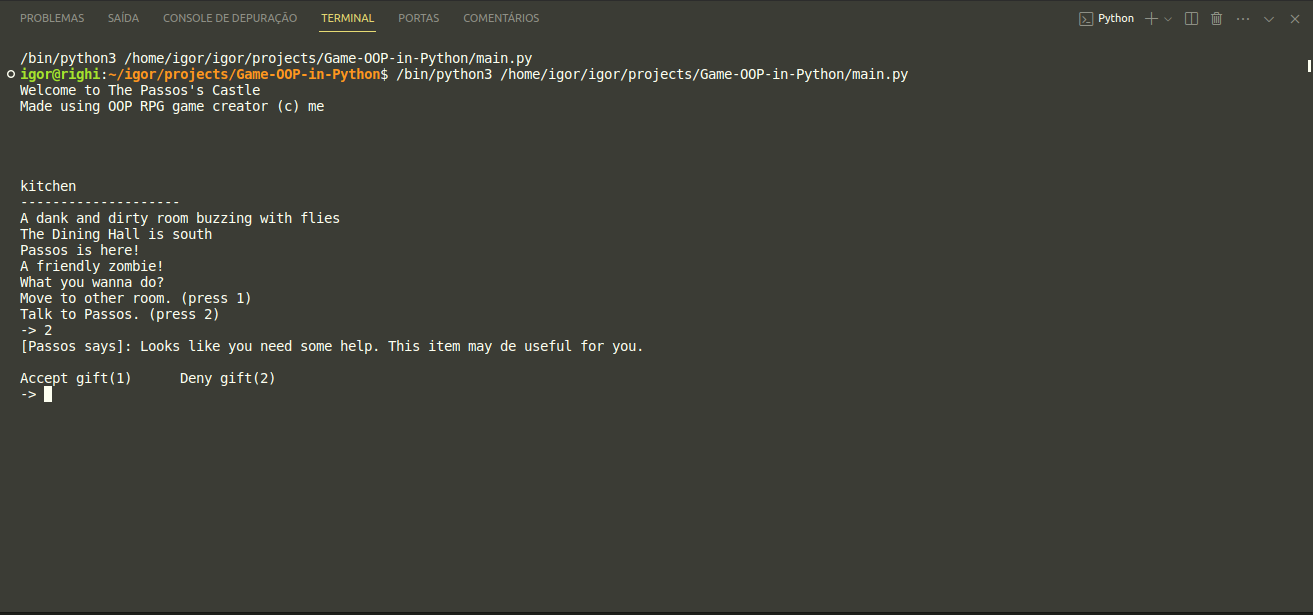 PROBLEMAS SAÍDA CONSOLE DE DEPURAÇÃO TERMINAL PORTAS COMENTÁRIOS Python
/bin/python3 /home/igor/igor/projects/Game-OOP-in-Python/main.py
igor@righi:~/igor/projects/Game-OOP-in-Python$ /bin/python3 /home/igor/igor/projects/Game-OOP-in-Python/main.py
Welcome to The Passos's Castle
Made using OOP RPG game creator (c) me
kitchen
--------------------
A dank and dirty room buzzing with flies
The Dining Hall is south
Passos is here!
A friendly zombie!
What you wanna do?
Move to other room. (press 1)
Talk to Passos. (press 2)
-> 2
[Passos says]: Looks like you need some help. This item may de useful for you.
Accept gift(1) Deny gift(2)
->